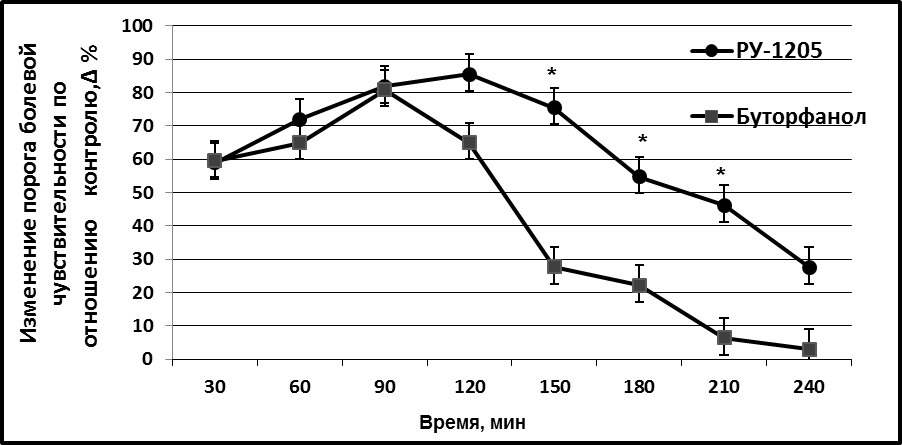 Изменение порога болевой
чувствительности по
отношению контролю,Δ %
100
90
80
70
60
50
40
30
20
10
0
РУ-1205
Буторфанол
*
*
*
30 60 90 120 150 180 210 240
Время, мин